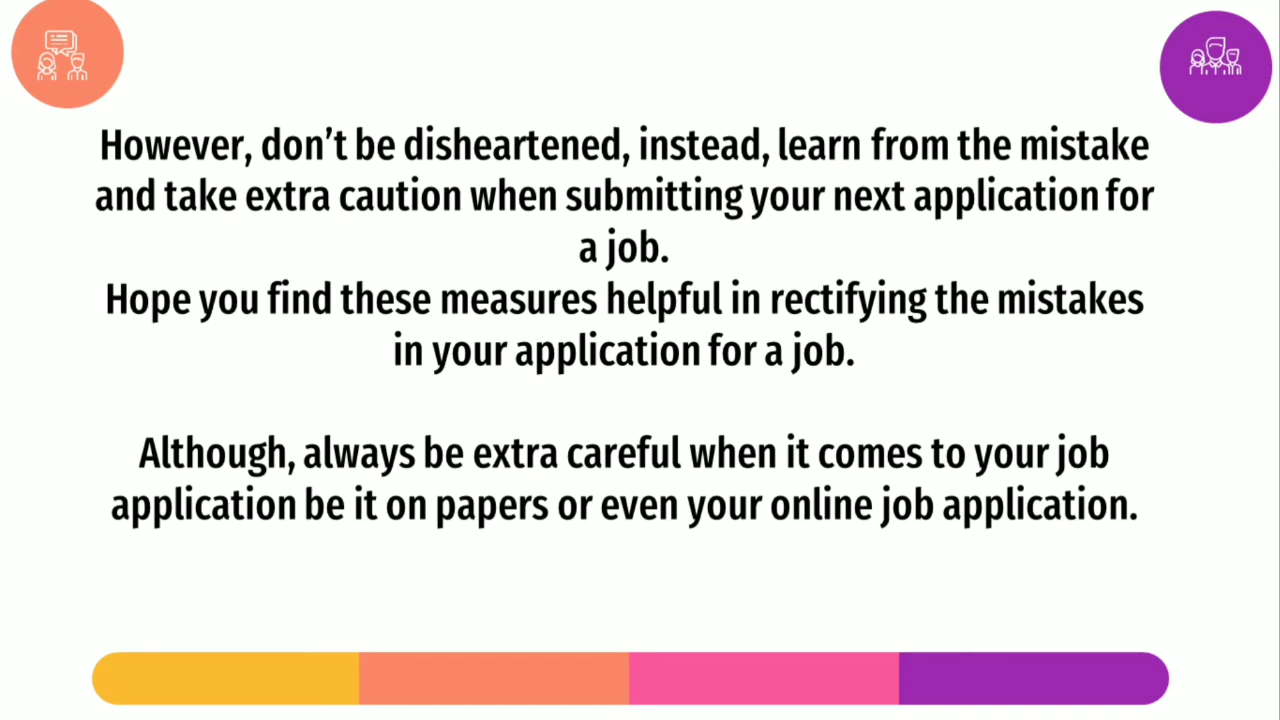 However, don’t be disheartened, instead, learn from the mistake
and take extra caution when submitting your next application for
a job.
Hope you find these measures helpful in rectifying the mistakes
in your application for a job.
Although, always be extra careful when it comes to your job
application be it on papers or even your online job application.